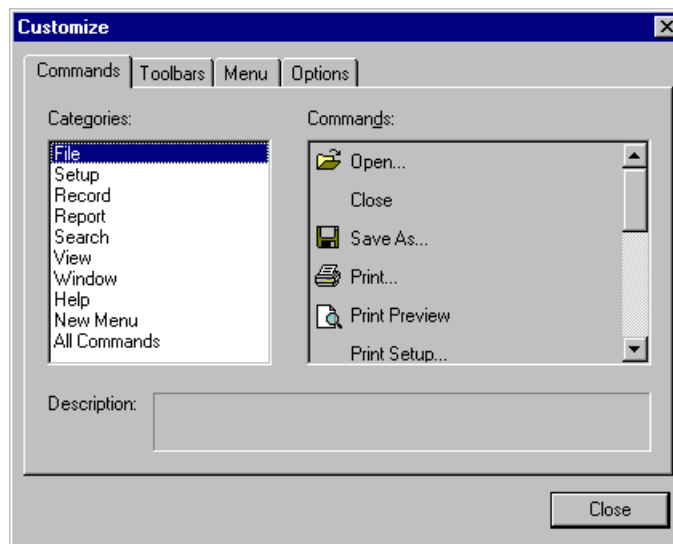 Customize
Commands Toolbars Menu Options
Categories:
File
Setup
Record
Report
Search
View
Window
Help
New Menu
All Commands
Commands:
Open...
Close
Save As...
Print...
Print Preview
Print Setup...
Description:
Close